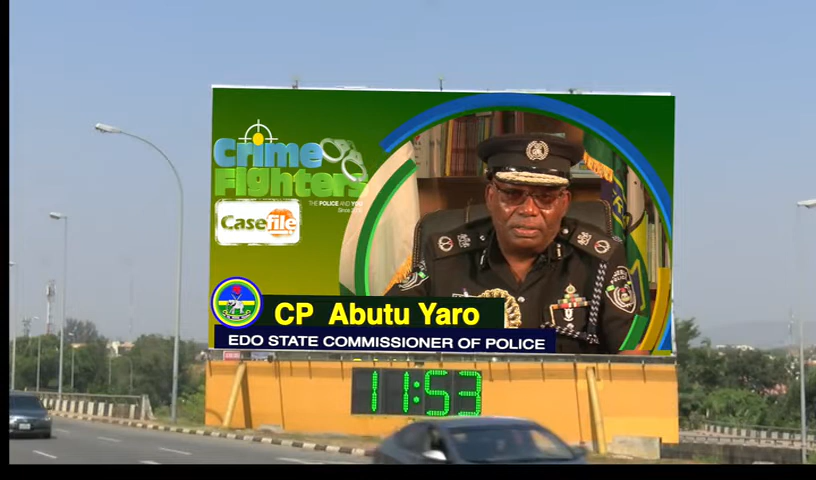 Crime
Fighters
THE POLICE AND YOU
Casefile
CP Abutu Yaro
EDO STATE COMMISSIONER OF POLICE
11:53